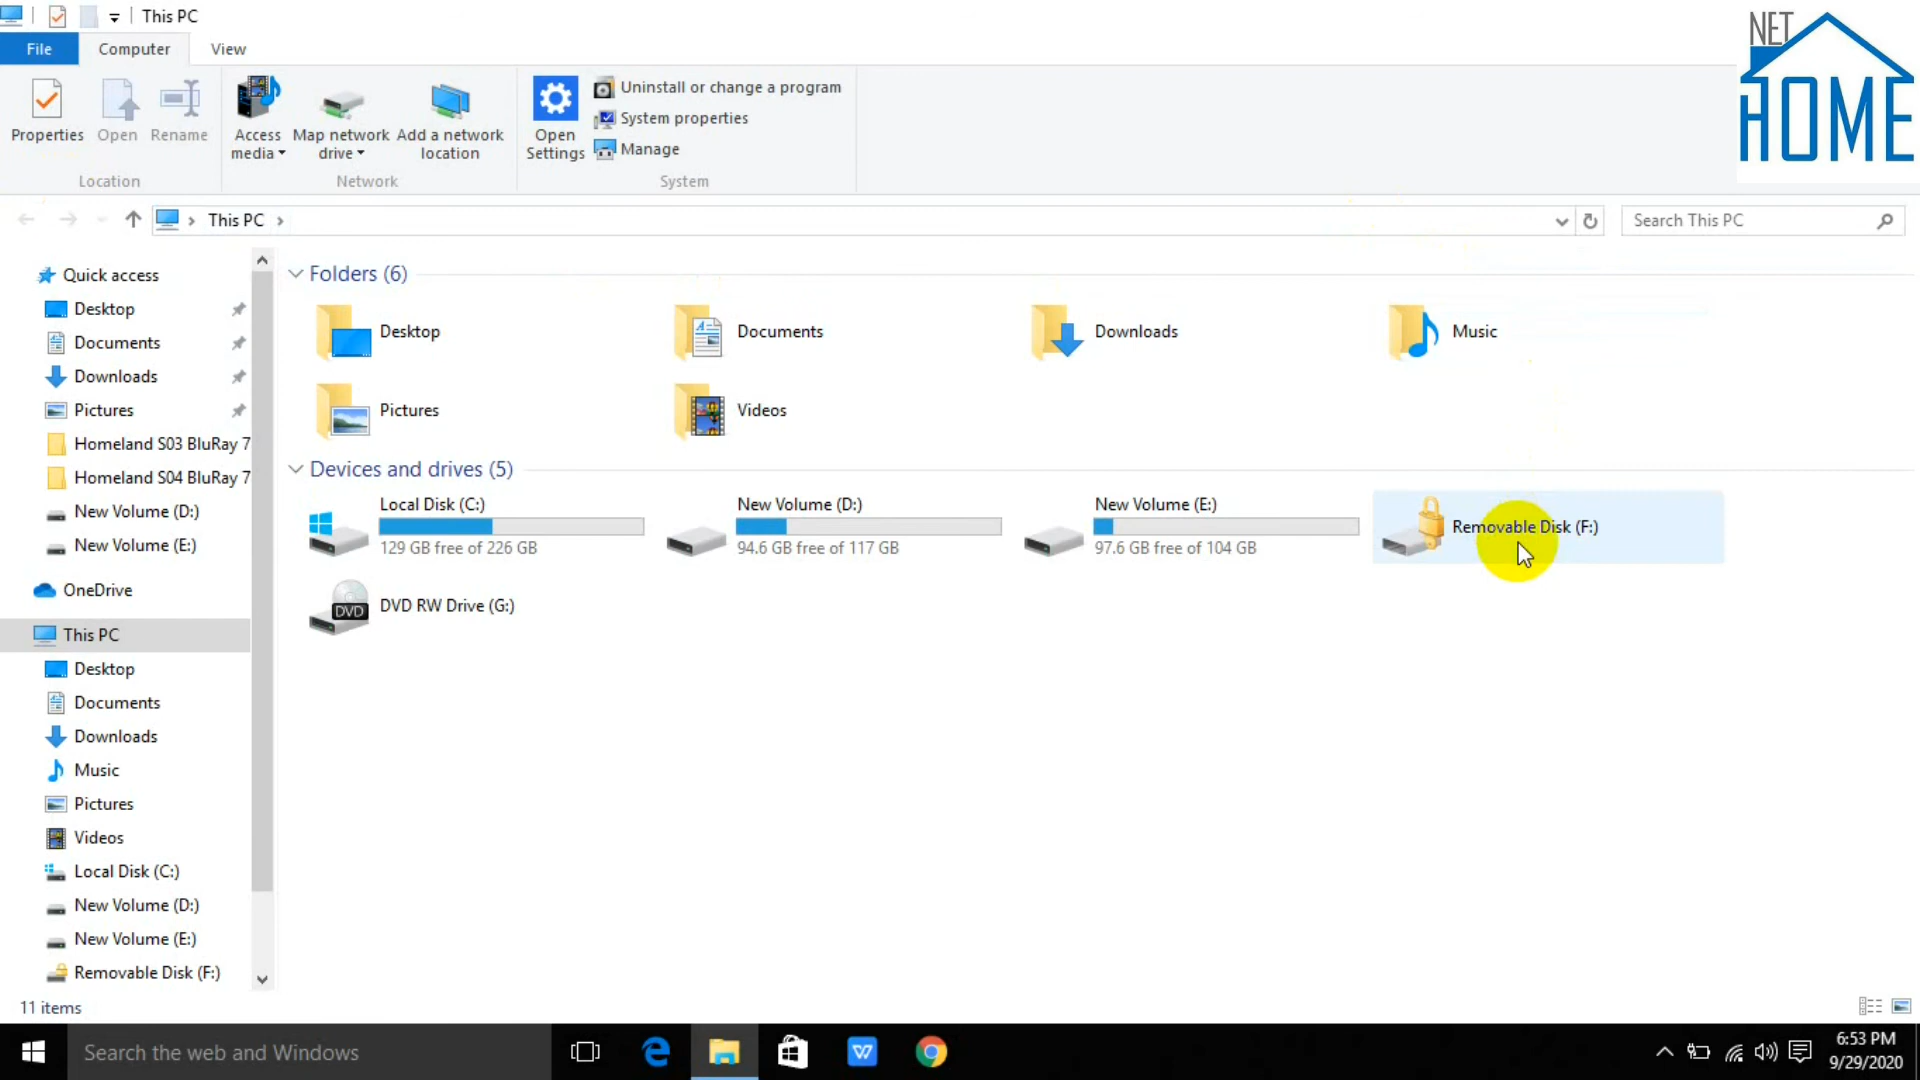 This PC
NET
HOME
File
Computer
View
Properties
Open
Rename
Location
Access
media
Map network
drive
Add a network
location
Network
Open
Settings
Uninstall or change a program
System properties
Manage
System
This PC
Search This PC
Quick access
Desktop
Documents
Downloads
Pictures
Homeland S03 BluRay 7
Homeland S04 BluRay 7
New Volume (D:)
New Volume (E:)
OneDrive
This PC
Desktop
Documents
Downloads
Music
Pictures
Videos
Local Disk (C:)
New Volume (D:)
New Volume (E:)
Removable Disk (F:)
Folders (6)
Desktop
Documents
Downloads
Music
Pictures
Videos
Devices and drives (5)
Local Disk (C:)
129 GB free of 226 GB
New Volume (D:)
94.6 GB free of 117 GB
New Volume (E:)
97.6 GB free of 104 GB
Removable Disk (F:)
DVD
DVD RW Drive (G:)
11 items
Search the web and Windows
W
6:53 PM
9/29/2020